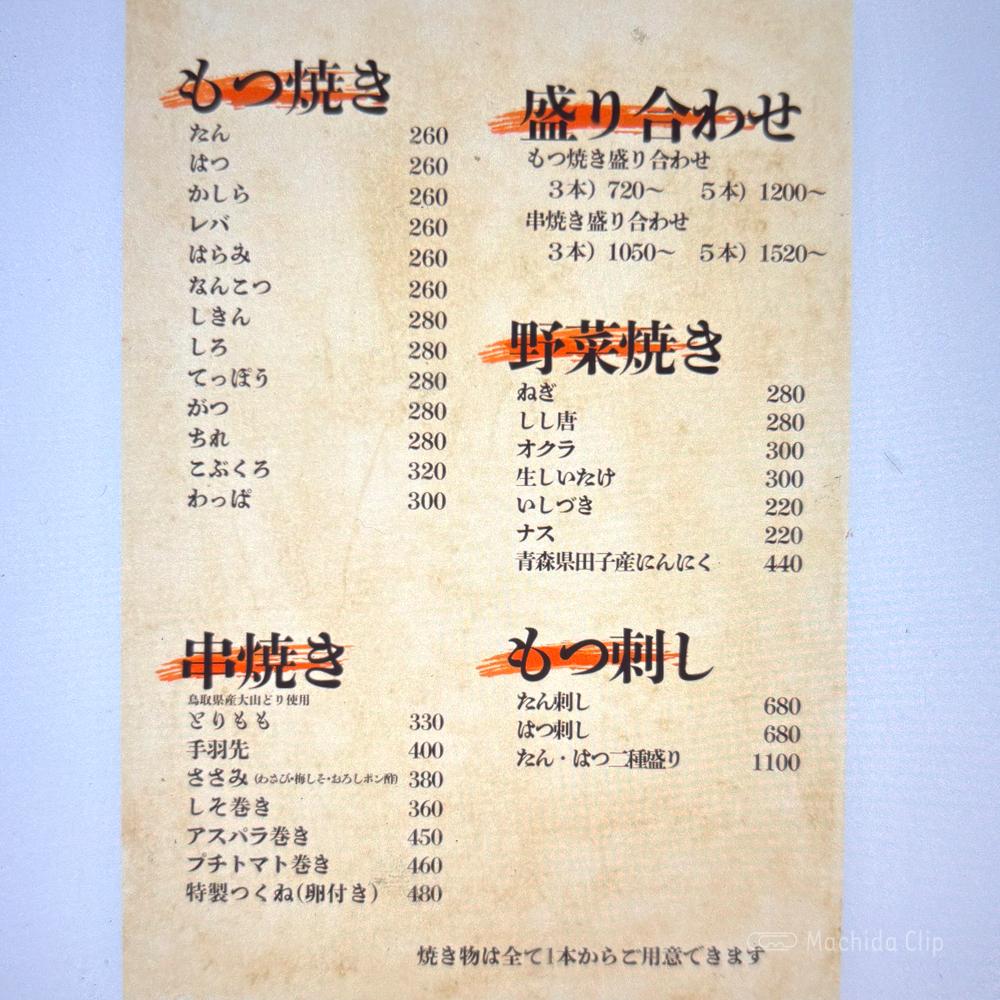 もつ焼き
たん 260
はつ 260
かしら 260
レバ 260
はらみ 260
なんこつ 260
しきん 280
しろ 280
てっぽう 280
がつ 280
ちれ 280
こぶくろ 320
わっぱ 300
串焼き
鳥取県産大山どり使用
とりもも 330
手羽先 400
ささみ (わさび・梅しそ・おろしポン酢) 380
しそ巻き 360
アスパラ巻き 450
プチトマト巻き 460
特製つくね(卵付き) 480
盛り合わせ
もつ焼き盛り合わせ
3本) 720〜 5本) 1200〜
串焼き盛り合わせ
3本) 1050〜 5本) 1520〜
野菜焼き
ねぎ 280
しし唐 280
オクラ 300
生しいたけ 300
いしづき 220
ナス 220
青森県田子産にんにく 440
もつ刺し
たん刺し 680
はつ刺し 680
たん・はつ二種盛り 1100
焼き物は全て1本からご用意できます
Machida Clip